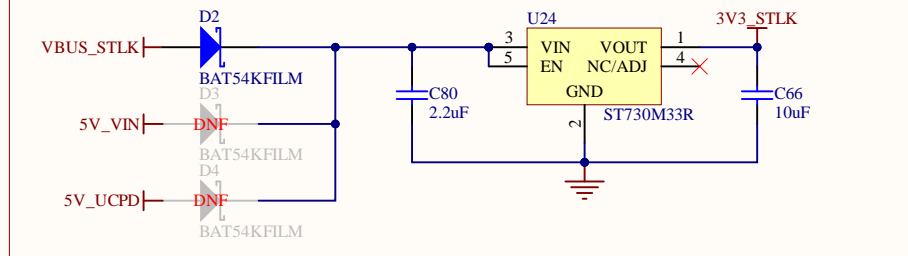 D2
VBUS_STLK
BAT54KFILM
D3
5V_VIN
DNF
BAT54KFILM
D4
5V_UCPD
DNF
BAT54KFILM
C80
2.2uF
U24
3
VIN
VOUT
1
5
EN
NC/ADJ
4
GND
2
ST730M33R
3V3_STLK
C66
10uF